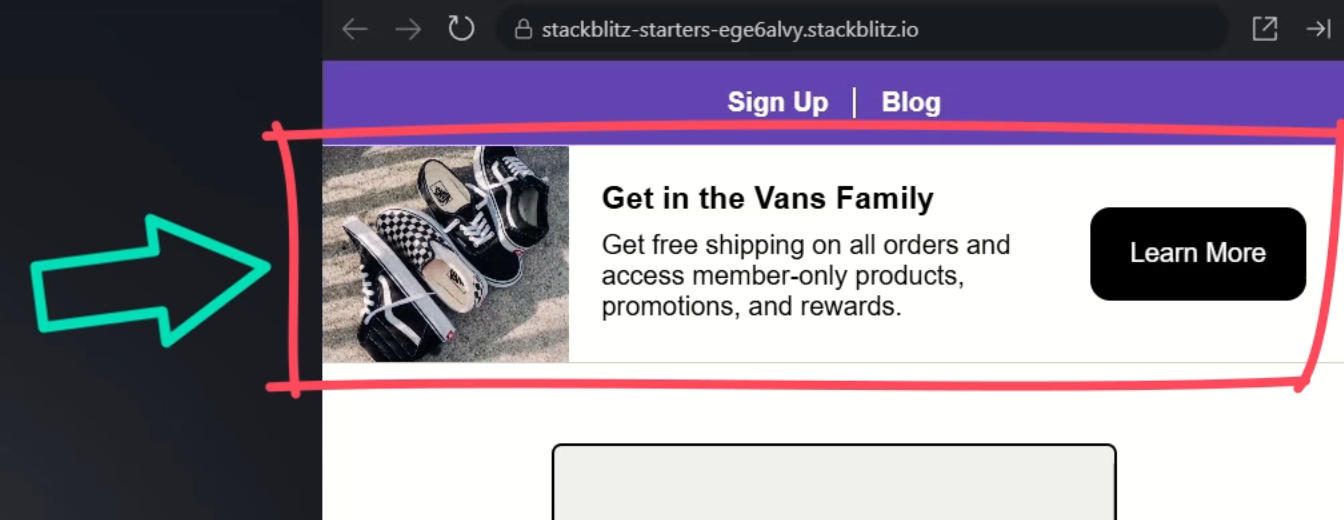 stackblitz-starters-ege6alvy.stackblitz.io
Sign Up | Blog
Get in the Vans Family
Get free shipping on all orders and
access member-only products,
promotions, and rewards.
Learn More